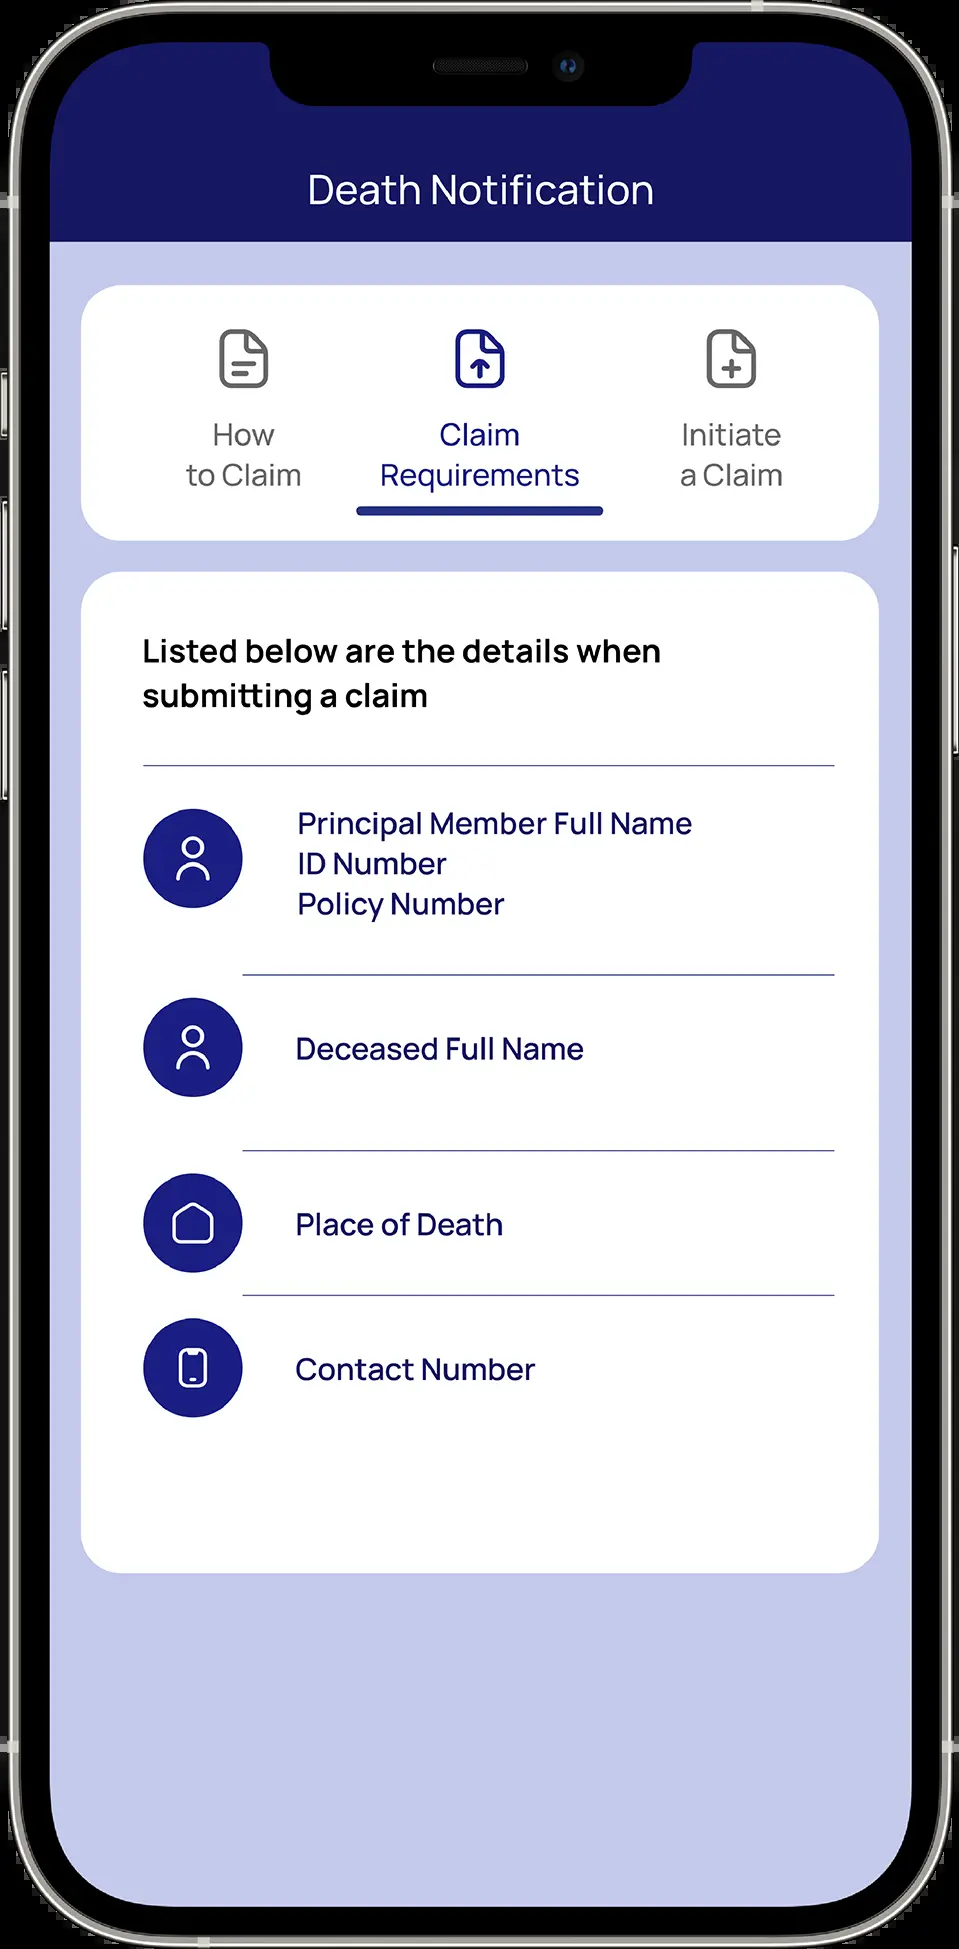 Death Notification
How
to Claim
Claim
Requirements
Initiate
a Claim
Listed below are the details when
submitting a claim
Principal Member Full Name
ID Number
Policy Number
Deceased Full Name
Place of Death
Contact Number